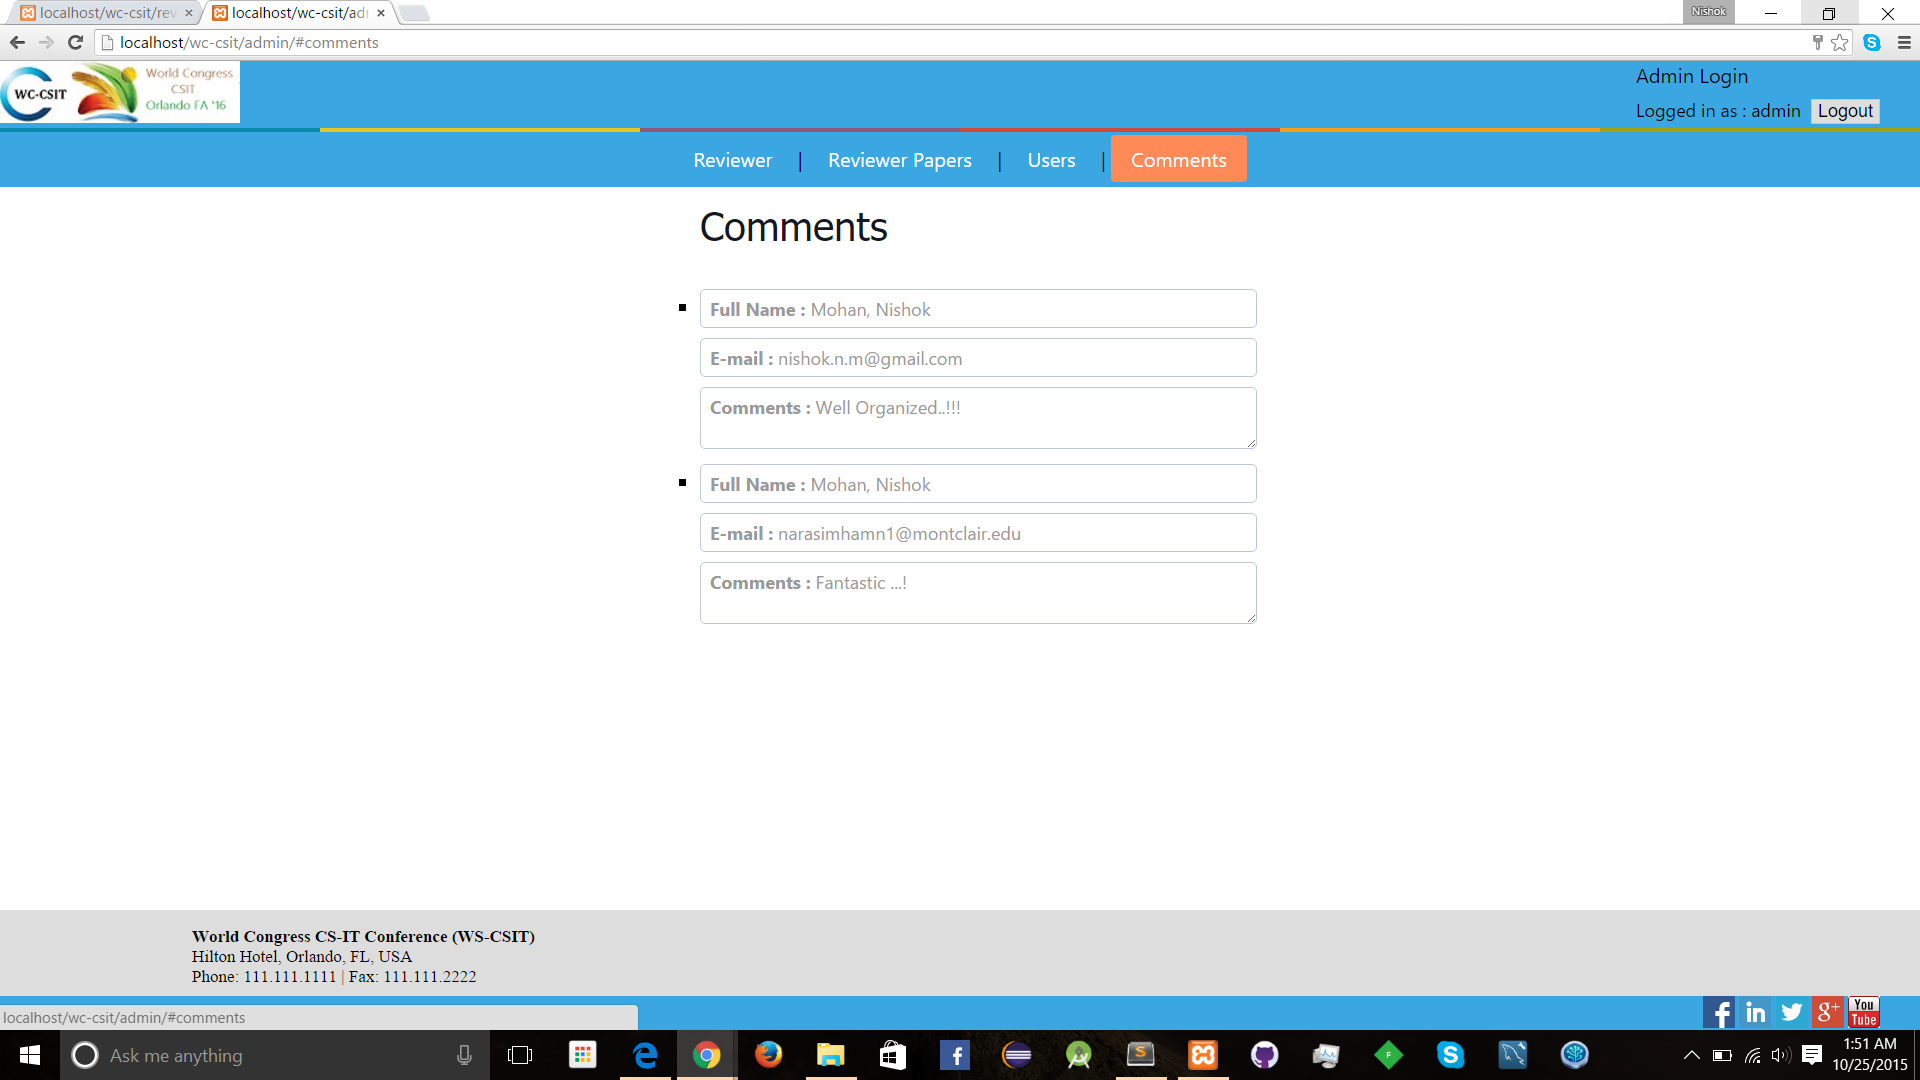 localhost/wc-csit/rev
localhost/wc-csit/adm
Nishok
localhost/wc-csit/admin/#comments
WC-CSIT
World Congress
CSIT
Orlando FA '16
Admin Login
Logged in as : admin Logout
Reviewer | Reviewer Papers | Users | Comments
Comments
Full Name : Mohan, Nishok
E-mail : nishok.n.m@gmail.com
Comments : Well Organized..!!!
Full Name : Mohan, Nishok
E-mail : narasimhamn1@montclair.edu
Comments : Fantastic ...!
World Congress CS-IT Conference (WS-CSIT)
Hilton Hotel, Orlando, FL, USA
Phone: 111.111.1111 | Fax: 111.111.2222
localhost/wc-csit/admin/#comments
You
Tube
Ask me anything
1:51 AM
10/25/2015